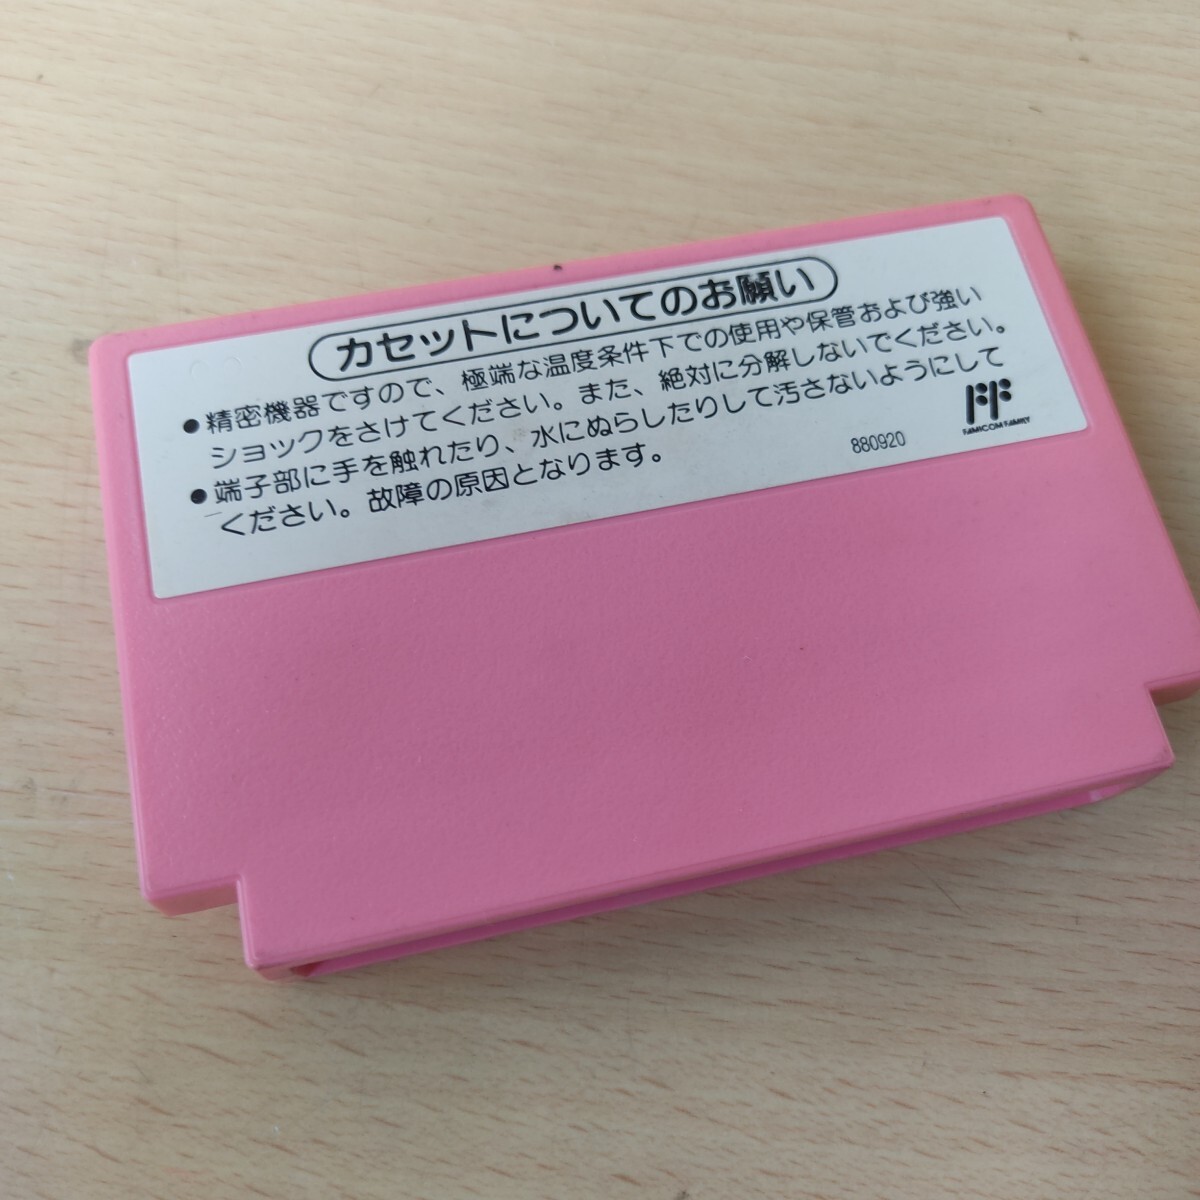 カセットについてのお願い
●精密機器ですので、極端な温度条件下での使用や保管および強い
ショックをさけてください。また、絶対に分解しないでください。
●端子部に手を触れたり、水にぬらしたりして汚さないようにして
ください。故障の原因となります。
880920
FF
FAMICOM FAMILY